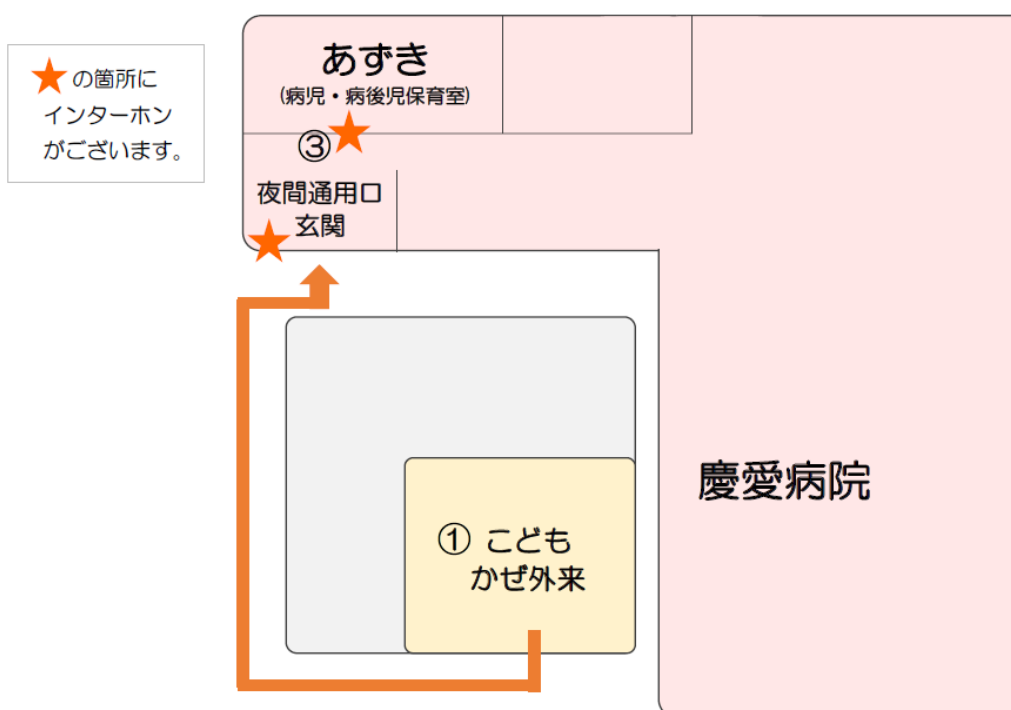 ★の箇所に
インターホン
がございます。
あずき
(病児・病後児保育室)
③
夜間通用口
玄関
慶愛病院
① こども
かぜ外来